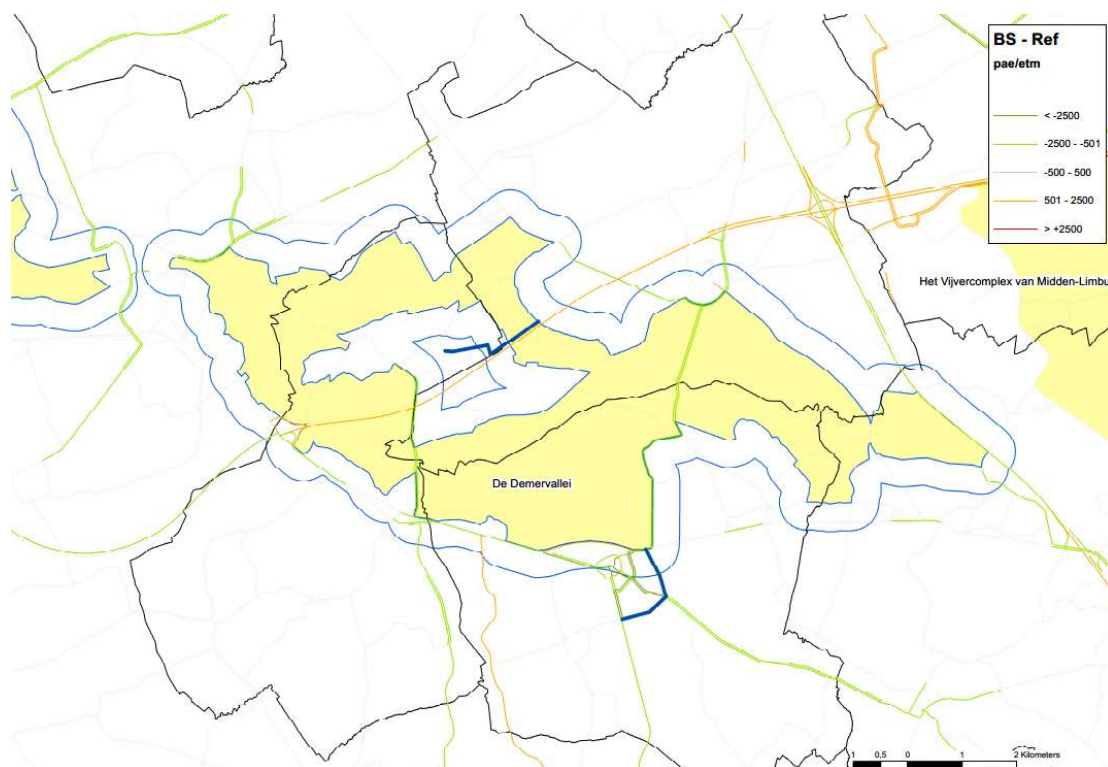 BS - Ref
pae/etm
< -2500
-2500 - -501
-500 - 500
501 - 2500
> +2500
Het Vijvercomplex van Midden-Limbu
De Demervallei
1 0,5 0 1 2 Kilometers